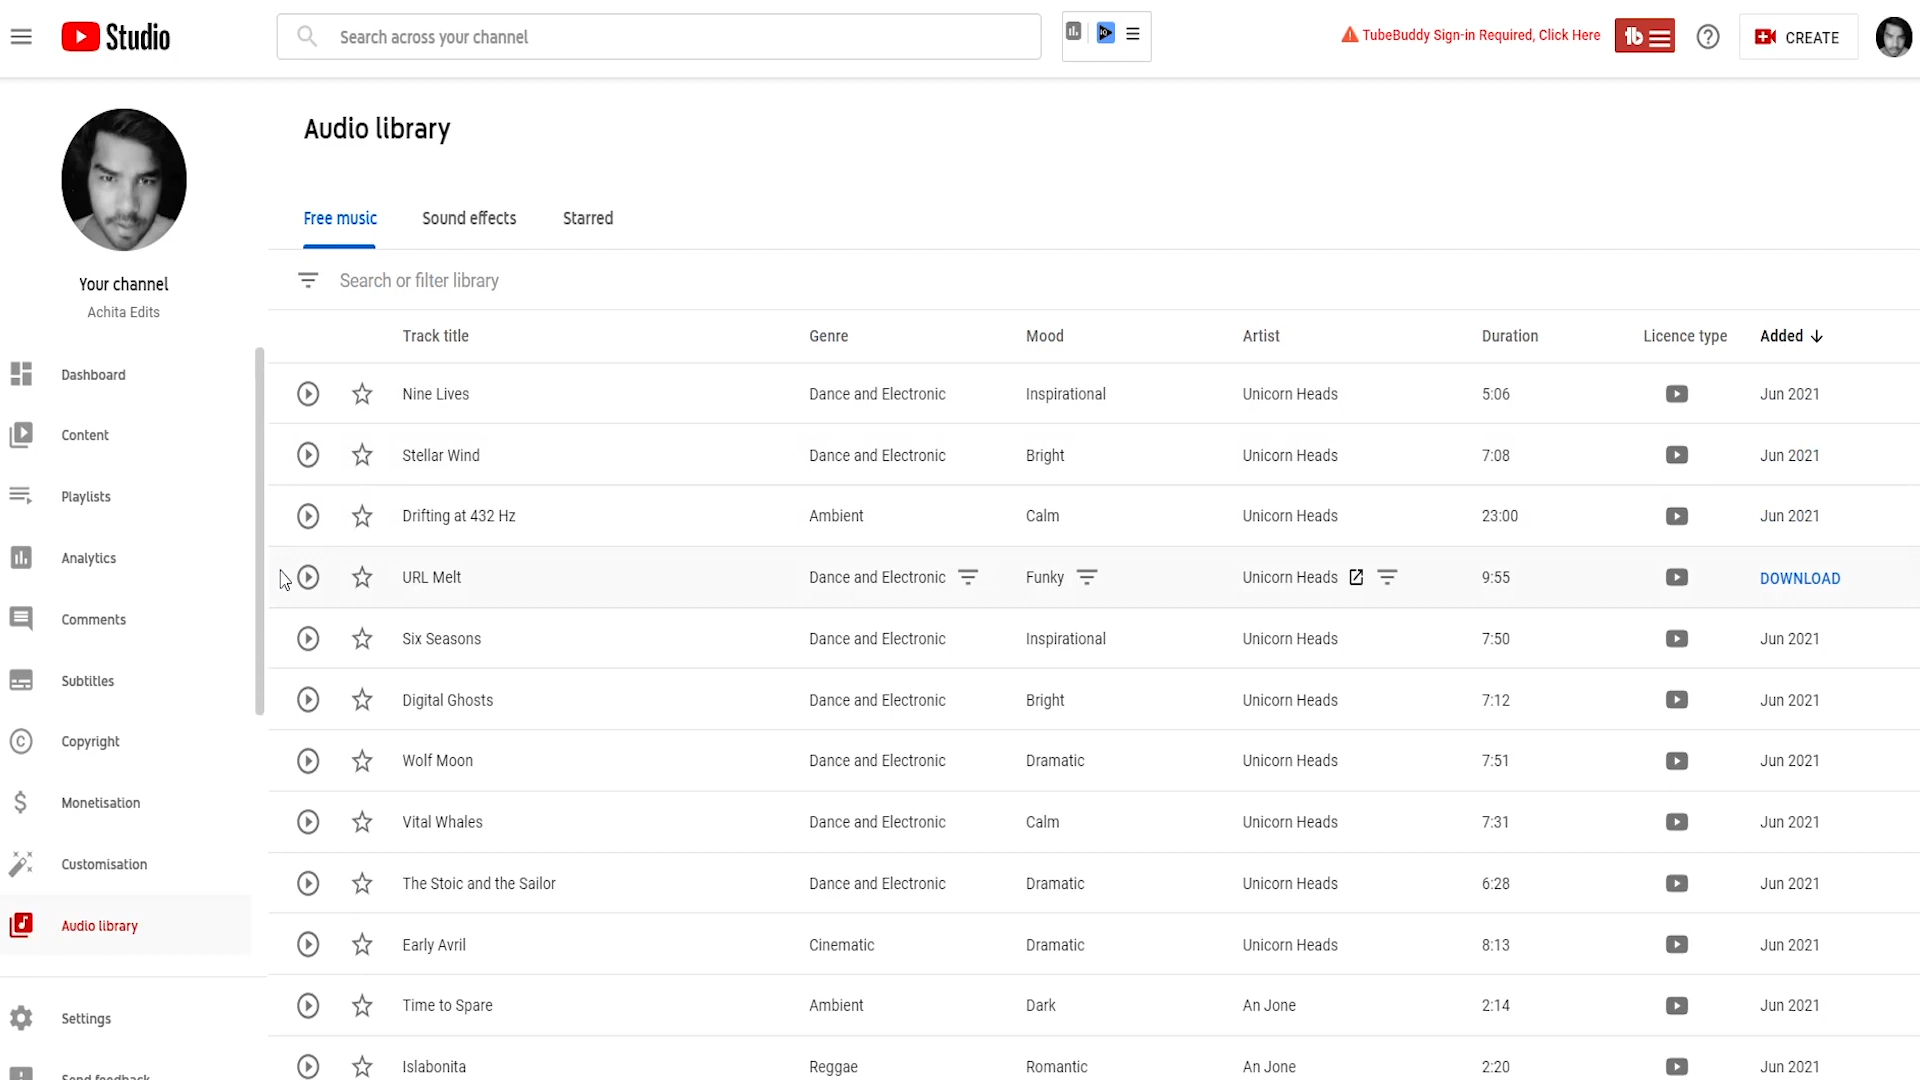 Studio
Search across your channel
TubeBuddy Sign-in Required, Click Here
tb
CREATE
Audio library
Your channel
Achita Edits
Free music Sound effects Starred
Search or filter library
Track title Genre Mood Artist Duration Licence type Added
Dashboard
Content
Playlists
Analytics
Comments
Subtitles
Copyright
Monetisation
Customisation
Audio library
Settings
Send feedback
Nine Lives Dance and Electronic Inspirational Unicorn Heads 5:06 Jun 2021
Stellar Wind Dance and Electronic Bright Unicorn Heads 7:08 Jun 2021
Drifting at 432 Hz Ambient Calm Unicorn Heads 23:00 Jun 2021
URL Melt Dance and Electronic Funky Unicorn Heads 9:55 DOWNLOAD
Six Seasons Dance and Electronic Inspirational Unicorn Heads 7:50 Jun 2021
Digital Ghosts Dance and Electronic Bright Unicorn Heads 7:12 Jun 2021
Wolf Moon Dance and Electronic Dramatic Unicorn Heads 7:51 Jun 2021
Vital Whales Dance and Electronic Calm Unicorn Heads 7:31 Jun 2021
The Stoic and the Sailor Dance and Electronic Dramatic Unicorn Heads 6:28 Jun 2021
Early Avril Cinematic Dramatic Unicorn Heads 8:13 Jun 2021
Time to Spare Ambient Dark An Jone 2:14 Jun 2021
Islabonita Reggae Romantic An Jone 2:20 Jun 2021